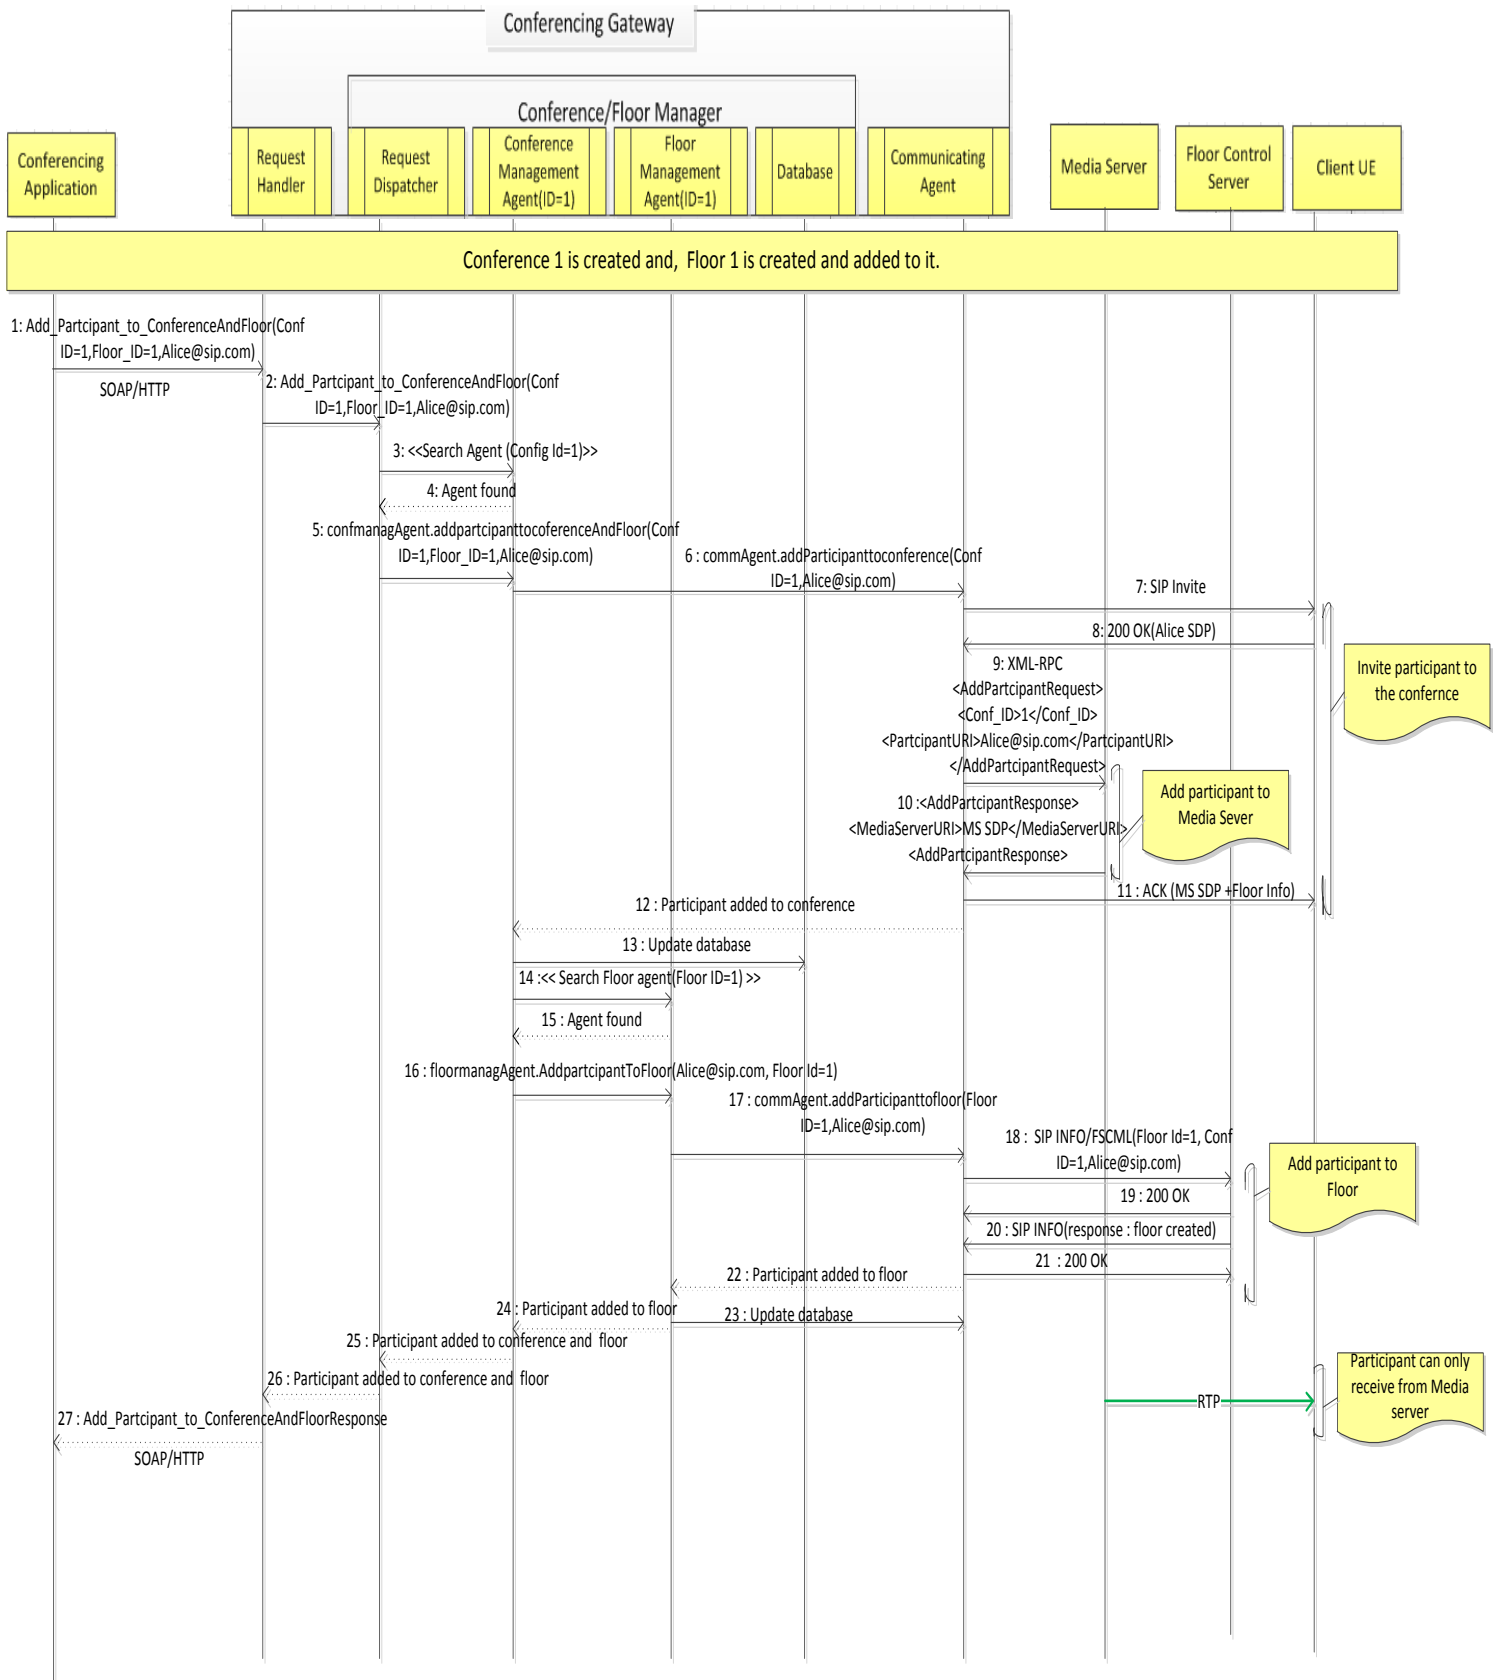 Conferencing Gateway
Conference/Floor Manager
Conferencing
Application
Request
Handler
Request
Dispatcher
Conference
Management
Agent(ID=1)
Floor
Management
Agent(ID=1)
Database
Communicating
Agent
Media Server
Floor Control
Server
Client UE
Conference 1 is created and, Floor 1 is created and added to it.
1: Add_Partcipant_to_ConferenceAndFloor(Conf
ID=1,Floor_ID=1,Alice@sip.com)
SOAP/HTTP
2: Add_Partcipant_to_ConferenceAndFloor(Conf
ID=1,Floor_ID=1,Alice@sip.com)
3: <<Search Agent (Config Id=1)>>
4: Agent found
5: confmanagAgent.addpartcipanttocoferenceAndFloor(Conf
ID=1,Floor_ID=1,Alice@sip.com)
6 : commAgent.addParticipanttoconference(Conf
ID=1,Alice@sip.com)
7: SIP Invite
8: 200 OK(Alice SDP)
Invite participant to
the confernce
9: XML-RPC
<AddPartcipantRequest>
<Conf_ID>1</Conf_ID>
<PartcipantURI>Alice@sip.com</PartcipantURI>
</AddPartcipantRequest>
Add participant to
Media Sever
10 :<AddPartcipantResponse>
<MediaServerURI>MS SDP</MediaServerURI>
<AddPartcipantResponse>
11 : ACK (MS SDP +Floor Info)
12 : Participant added to conference
13 : Update database
14 :<< Search Floor agent(Floor ID=1) >>
15 : Agent found
16 : floormanagAgent.AddpartcipantToFloor(Alice@sip.com, Floor Id=1)
17 : commAgent.addParticipanttofloor(Floor
ID=1,Alice@sip.com)
18 : SIP INFO/FSCML(Floor Id=1, Conf
ID=1,Alice@sip.com)
Add participant to
Floor
19 : 200 OK
20 : SIP INFO(response : floor created)
21 : 200 OK
22 : Participant added to floor
24 : Participant added to floor
23 : Update database
25 : Participant added to conference and floor
26 : Participant added to conference and floor
RTP
Participant can only
receive from Media
server
27 : Add_Partcipant_to_ConferenceAndFloorResponse
SOAP/HTTP